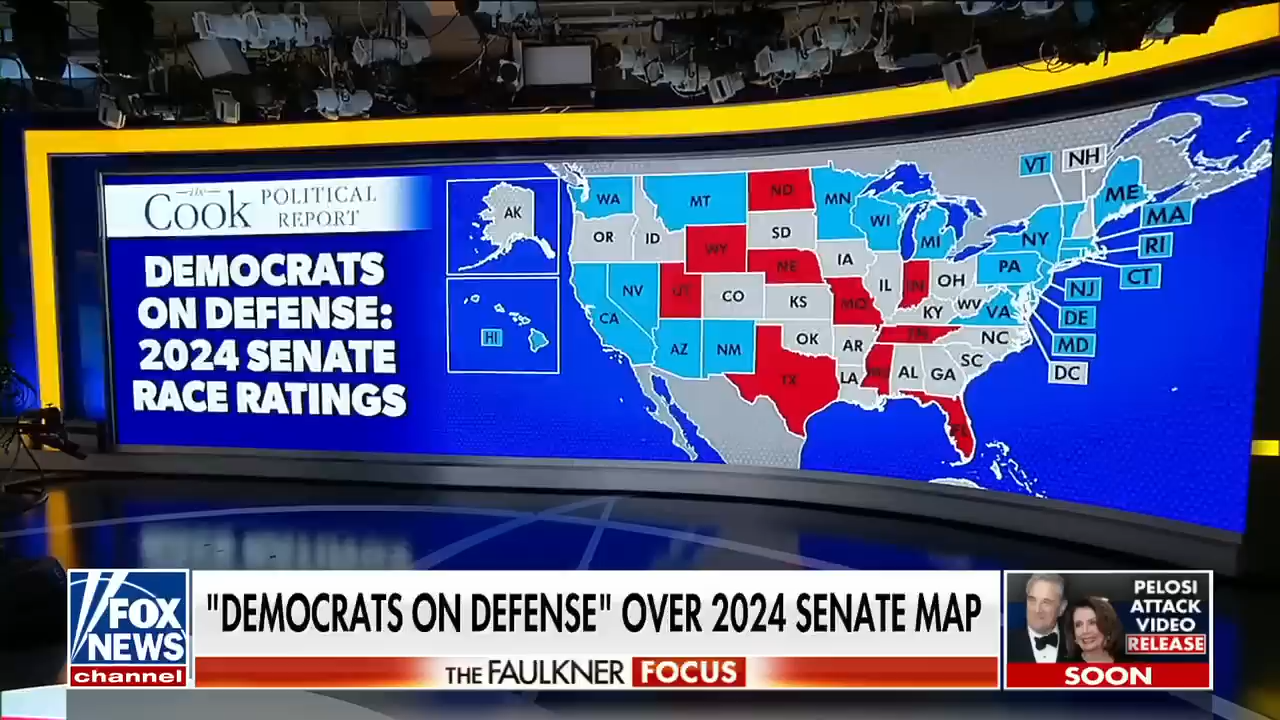 The
Cook POLITICAL
REPORT
DEMOCRATS
ON DEFENSE:
2024 SENATE
RACE RATINGS
AK
HI
WA
OR
ID
MT
ND
SD
WY
NE
NV
UT
CO
KS
CA
AZ
NM
OK
TX
MN
IA
MO
AR
LA
WI
IL
MI
IN
OH
KY
TN
MS
AL
GA
FL
SC
NC
WV
VA
PA
NY
VT
NH
ME
MA
RI
CT
NJ
DE
MD
DC
FOX
NEWS
channel
"DEMOCRATS ON DEFENSE" OVER 2024 SENATE MAP
THE FAULKNER FOCUS
PELOSI
ATTACK
VIDEO
RELEASE
SOON